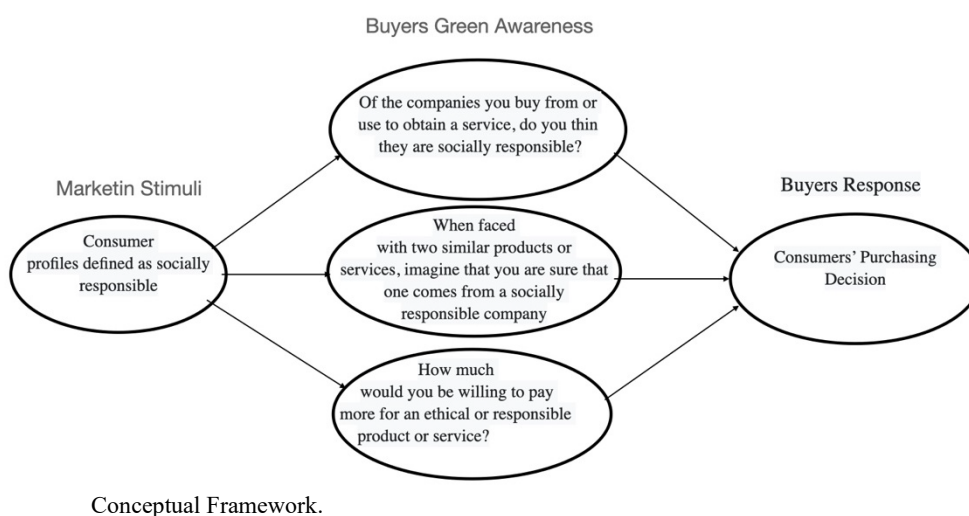 Buyers Green Awareness
Of the companies you buy from or
use to obtain a service, do you thin
they are socially responsible?
Marketin Stimuli
Consumer
profiles defined as socially
responsible
When faced
with two similar products or
services, imagine that you are sure that
one comes from a socially
responsible company
Buyers Response
Consumers’ Purchasing
Decision
How much
would you be willing to pay
more for an ethical or responsible
product or service?
Conceptual Framework.